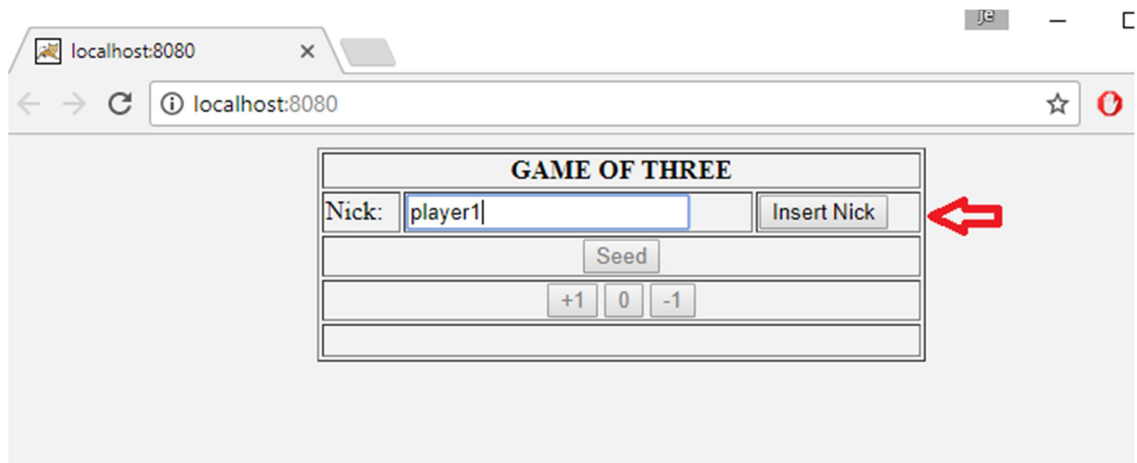 je
localhost:8080
localhost:8080
GAME OF THREE
Nick: player1 Insert Nick
Seed
+1 0 -1